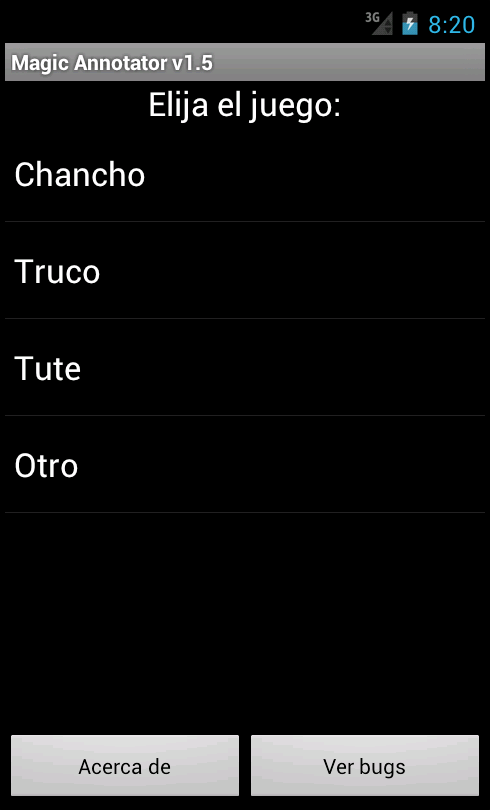 3G 8:20
Magic Annotator v1.5
Elija el juego:
Chancho
Truco
Tute
Otro
Acerca de Ver bugs